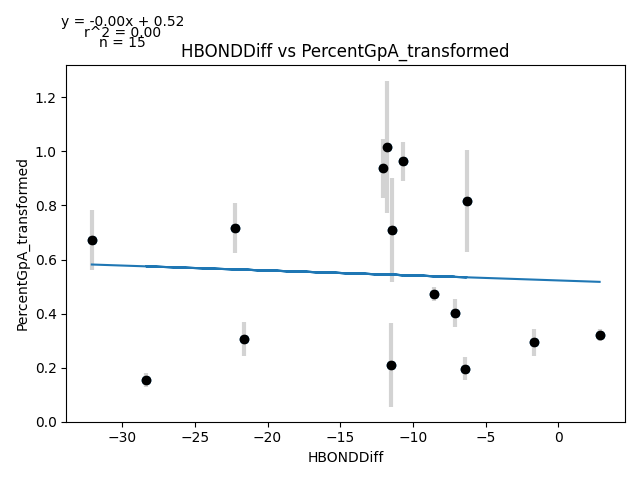 y = -0.00x + 0.52
r^2 = 0.00
n = 15
HBONDDiff vs PercentGpA_transformed
PercentGpA_transformed
1.2
1.0
0.8
0.6
0.4
0.2
0.0
−30
−25
−20
−15
−10
−5
0
HBONDDiff